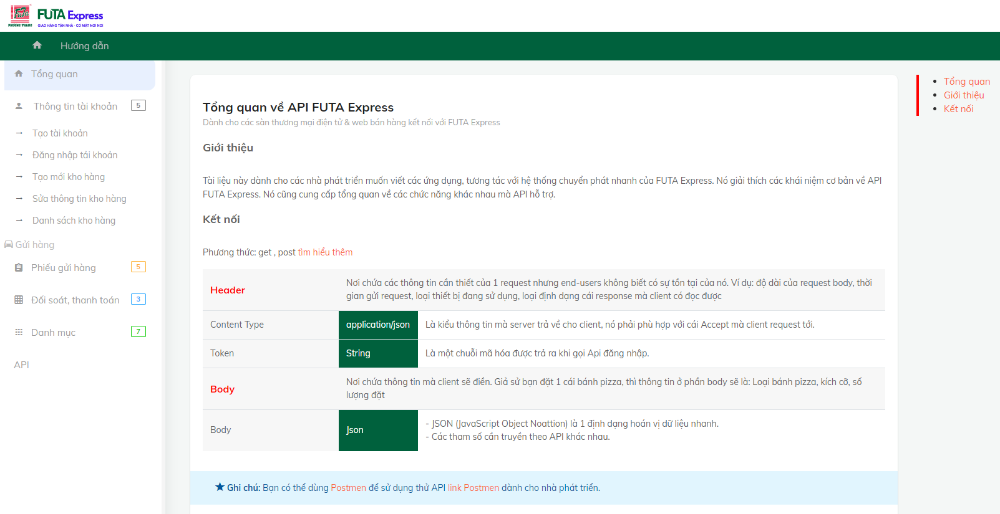 FuTa
PHƯƠNG TRANG
FUTA Express
GIAO HÀNG TẬN NHÀ - CÓ MẶT NƠI NƠI
Hướng dẫn
Tổng quan
Thông tin tài khoản 5
Tạo tài khoản
Đăng nhập tải khoản
Tạo mới kho hàng
Sửa thông tin kho hàng
Danh sách kho hàng
Gửi hàng
Phiếu gửi hàng 5
Đối soát, thanh toán 3
Danh mục 7
API
Tổng quan về API FUTA Express
Dành cho các sàn thương mại điện tử & web bán hàng kết nối với FUTA Express
Giới thiệu
Tài liệu này dành cho các nhà phát triển muốn viết các ứng dụng, tương tác với hệ thống chuyển phát nhanh của FUTA Express. Nó giải thích các khái niệm cơ bản về API
FUTA Express. Nó cũng cung cấp tổng quan về các chức năng khác nhau mà API hỗ trợ.
Kết nối
Phương thức: get , post tìm hiểu thêm
Header
Nơi chứa các thông tin cần thiết của 1 request nhưng end-users không biết có sự tồn tại của nó. Ví dụ: độ dài của request body, thời
gian gửi request, loại thiết bị đang sử dụng, loại định dạng cái response mà client có đọc được
Content Type application/json Là kiểu thông tin mà server trả về cho client, nó phải phù hợp với cái Accept mà client request tới.
Token String Là một chuỗi mã hóa được trả ra khi gọi Api đăng nhập.
Body
Nơi chứa thông tin mà client sẽ điền. Giả sử bạn đặt 1 cái bánh pizza, thì thông tin ở phần body sẽ là: Loại bánh pizza, kích cỡ, số
lượng đặt
Body Json
- JSON (JavaScript Object Noattion) là 1 định dạng hoán vị dữ liệu nhanh.
- Các tham số cần truyền theo API khác nhau.
Ghi chú: Bạn có thể dùng Postmen để sử dụng thử API link Postmen dành cho nhà phát triển.
Tổng quan
Giới thiệu
Kết nối